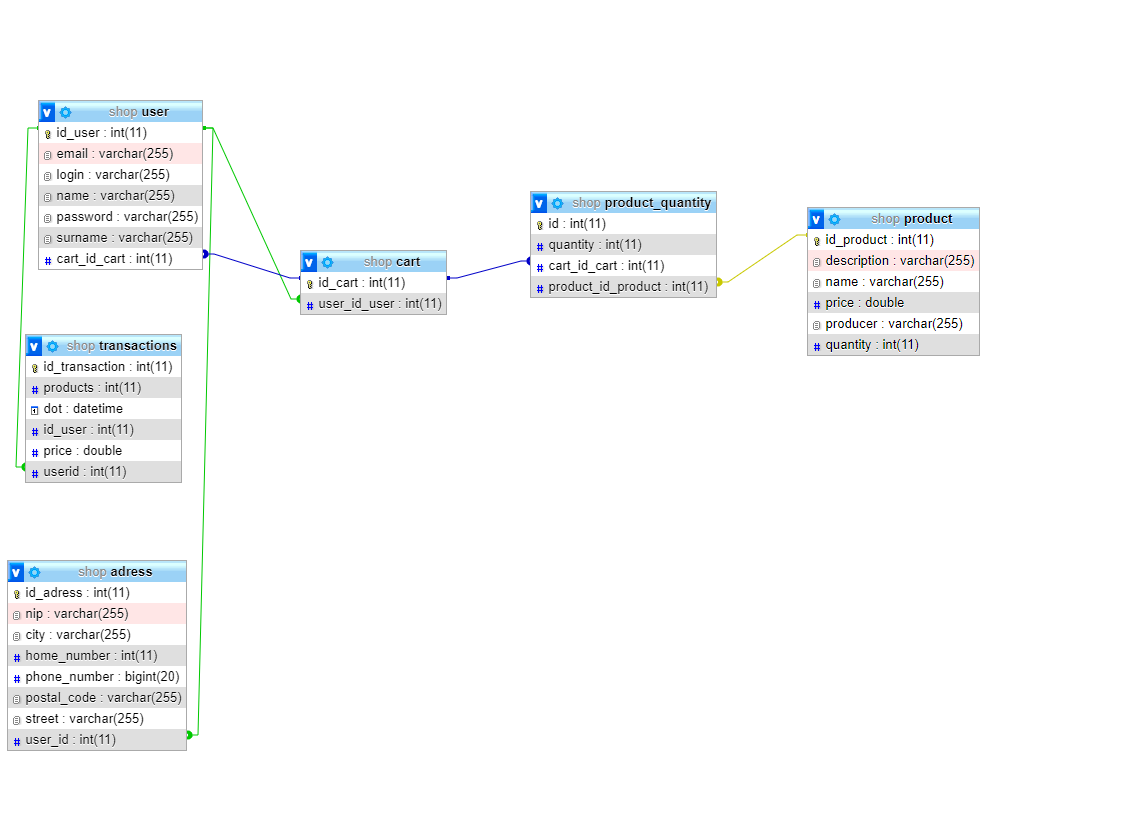 v shop user
id_user : int(11)
email : varchar(255)
login : varchar(255)
name : varchar(255)
password : varchar(255)
surname : varchar(255)
# cart_id_cart : int(11)
v shop transactions
id_transaction : int(11)
# products : int(11)
dot : datetime
# id_user : int(11)
# price : double
# userid : int(11)
v shop adress
id_adress : int(11)
nip : varchar(255)
city : varchar(255)
# home_number : int(11)
# phone_number : bigint(20)
postal_code : varchar(255)
street : varchar(255)
# user_id : int(11)
v shop cart
id_cart : int(11)
# user_id_user : int(11)
v shop product_quantity
id : int(11)
# quantity : int(11)
# cart_id_cart : int(11)
# product_id_product : int(11)
v shop product
id_product : int(11)
description : varchar(255)
name : varchar(255)
# price : double
producer : varchar(255)
# quantity : int(11)